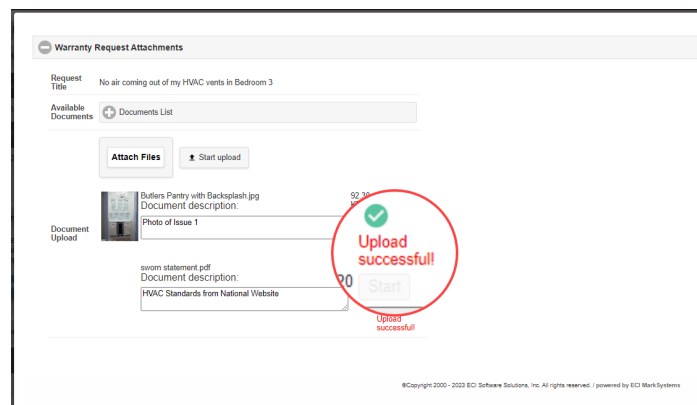 Warranty Request Attachments
Request
Title
No air coming out of my HVAC vents in Bedroom 3
Available
Documents
Documents List
Attach Files
Start upload
Document
Upload
Butlers Pantry with Backsplash.jpg
92.30
Document description:
Photo of Issue 1
Upload
successful!
Start
sworn statement.pdf
20
Document description:
HVAC Standards from National Website
Upload
successful!
©Copyright 2000 - 2023 ECI Software Solutions, Inc. All rights reserved. / powered by ECI MarkSystems